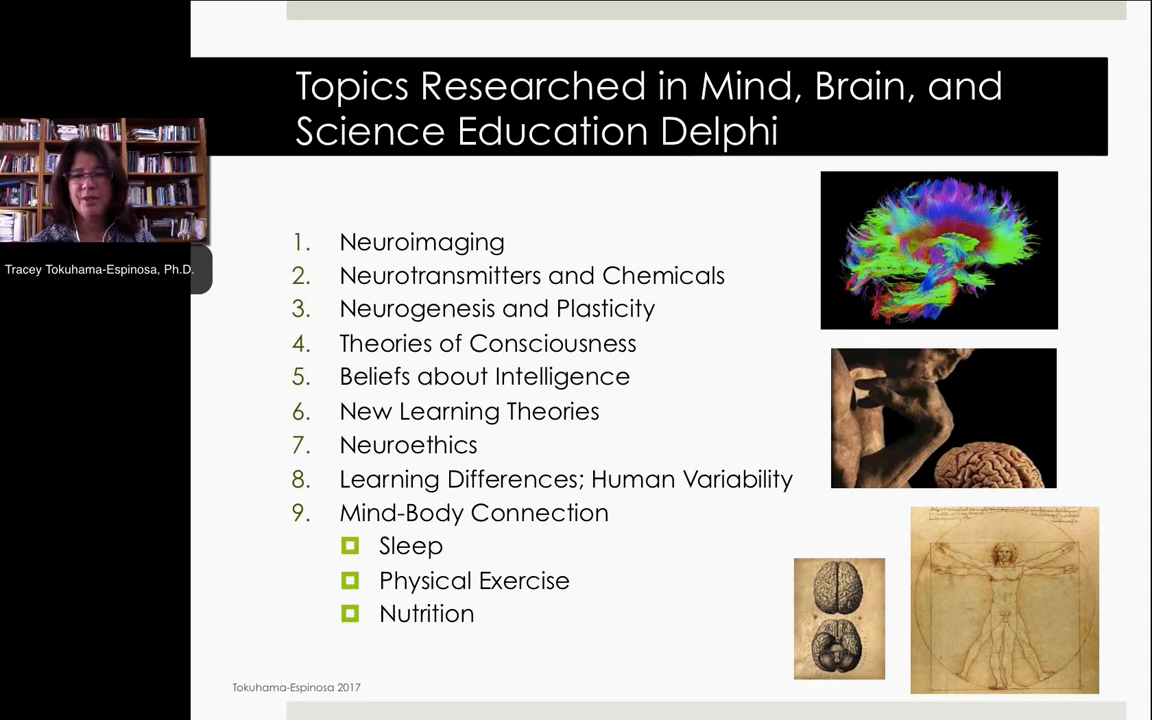 Topics Researched in Mind, Brain, and
Science Education Delphi
Tracey Tokuhama-Espinosa, Ph.D.
1. Neuroimaging
2. Neurotransmitters and Chemicals
3. Neurogenesis and Plasticity
4. Theories of Consciousness
5. Beliefs about Intelligence
6. New Learning Theories
7. Neuroethics
8. Learning Differences; Human Variability
9. Mind-Body Connection
Sleep
Physical Exercise
Nutrition
Tokuhama-Espinosa 2017